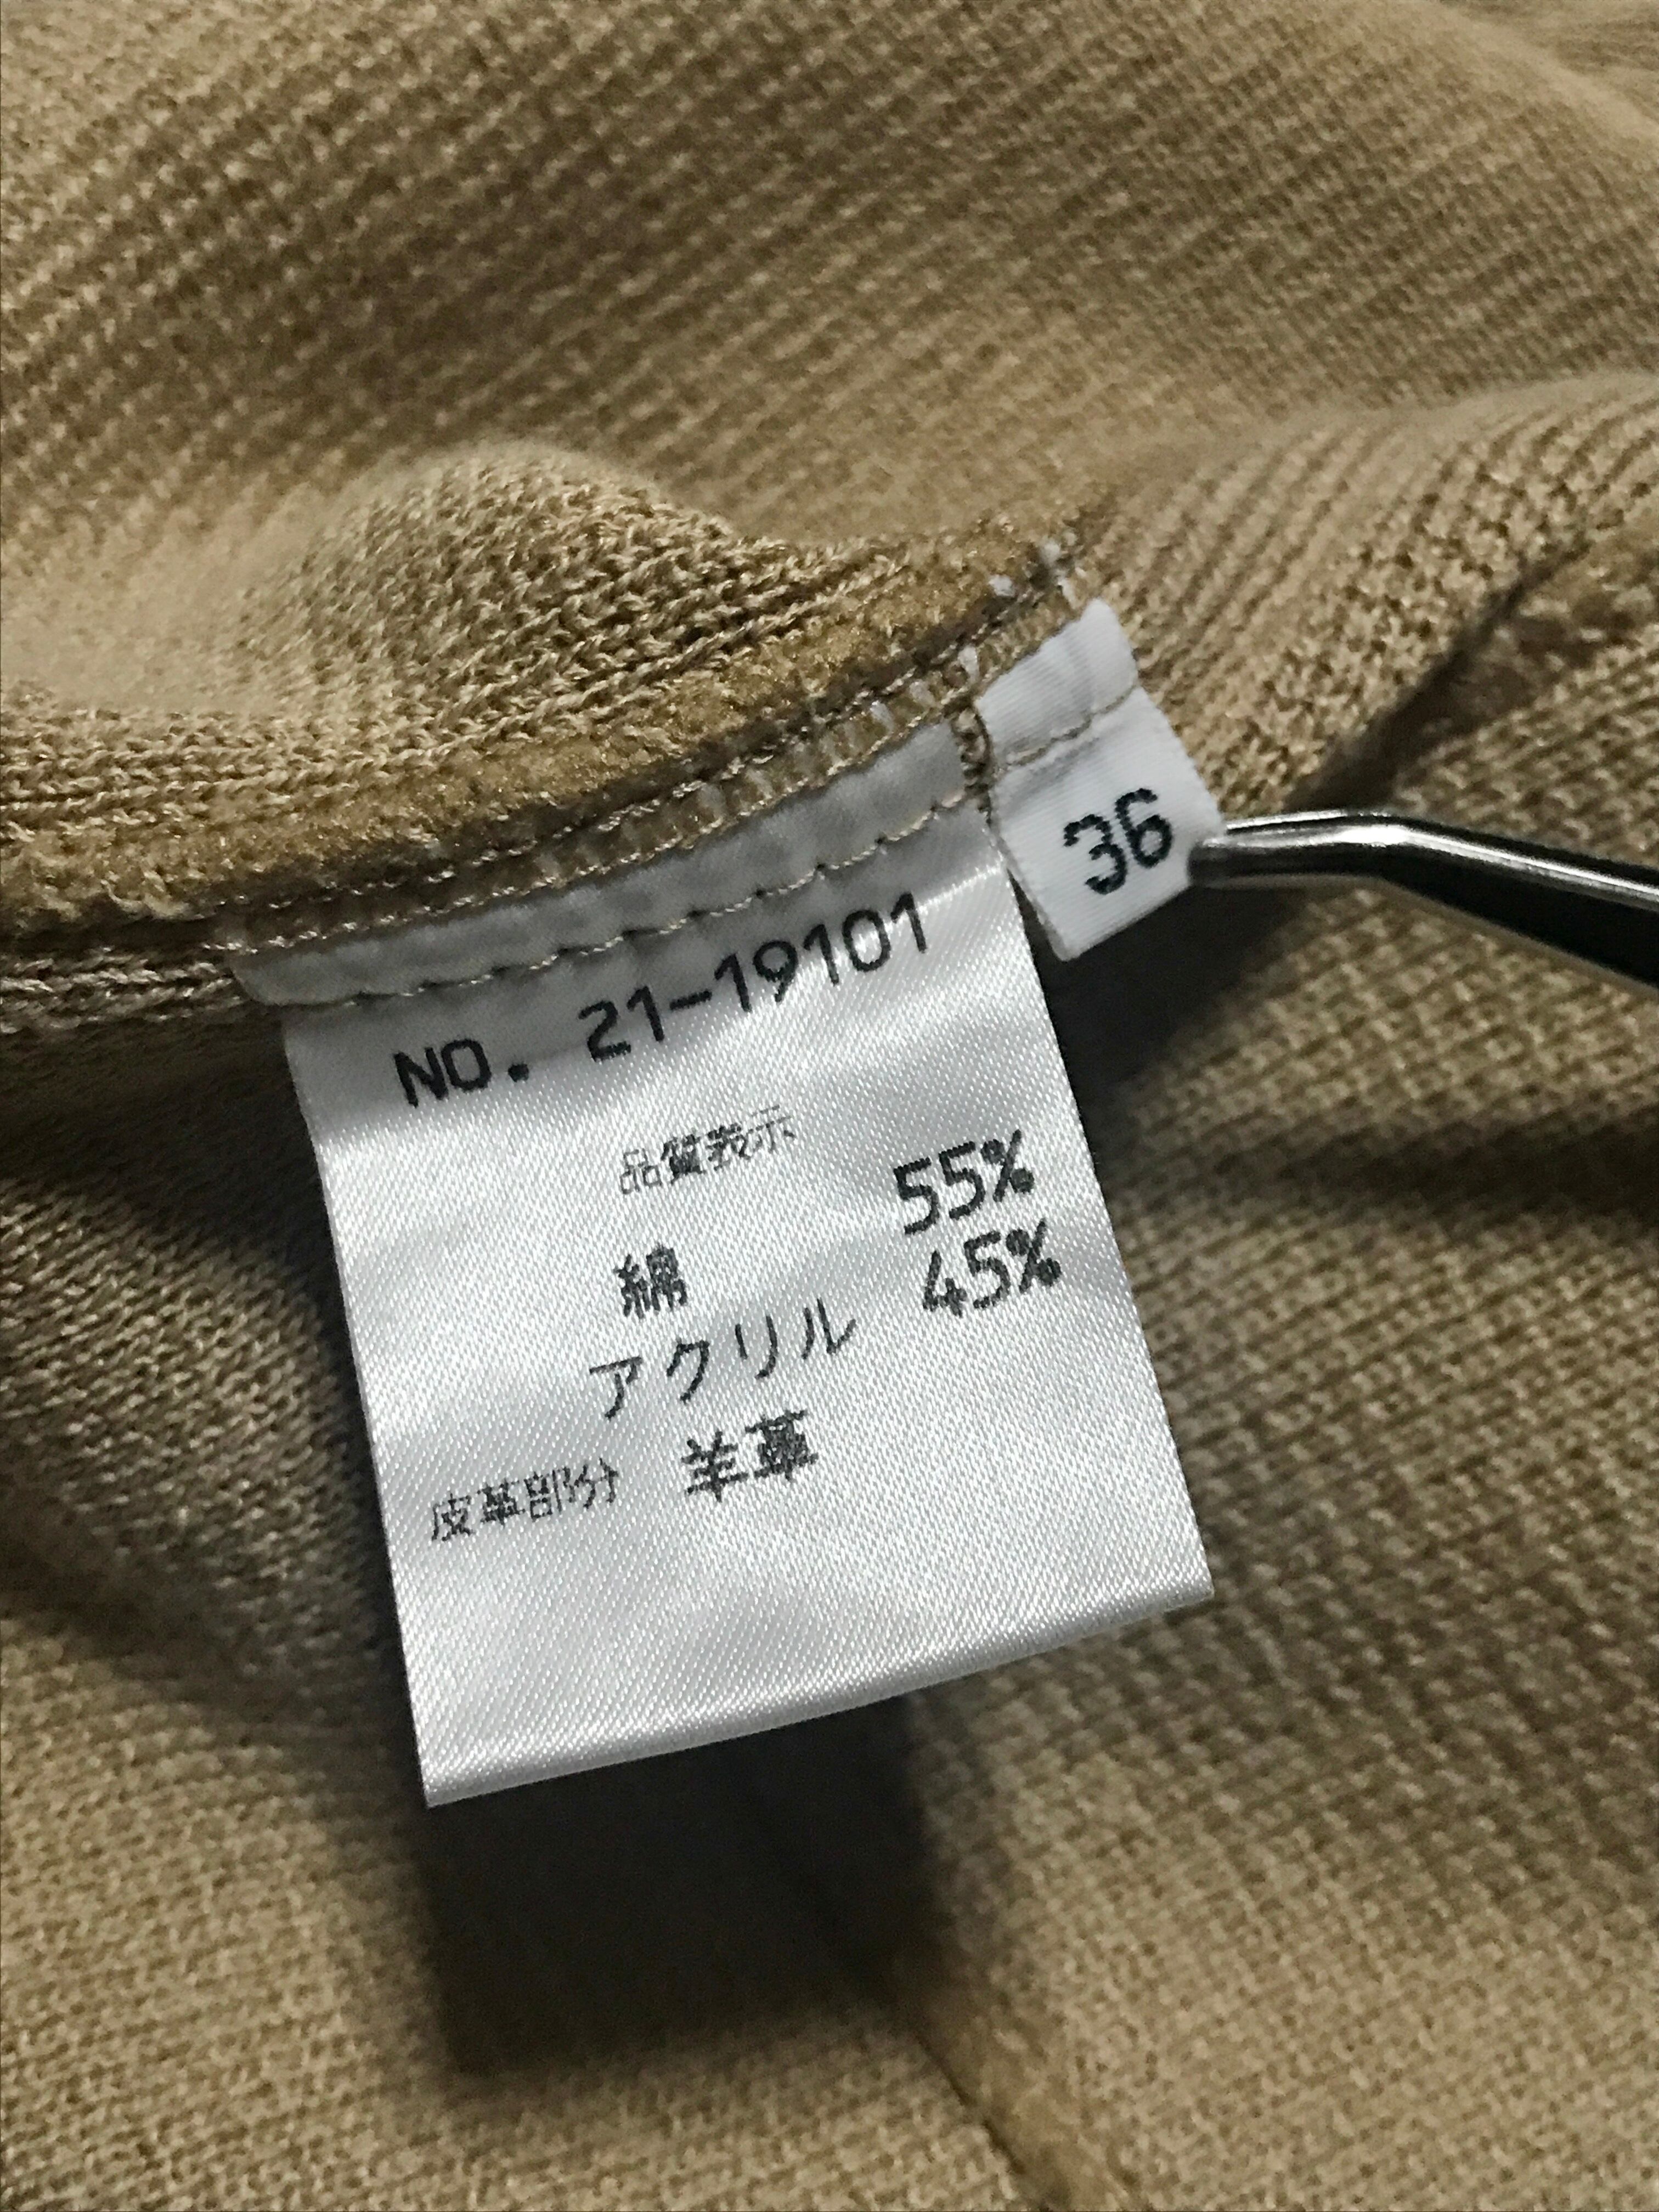 36
NO. 21-19101
品質表示
綿 55%
アクリル 45%
皮革部分 羊革